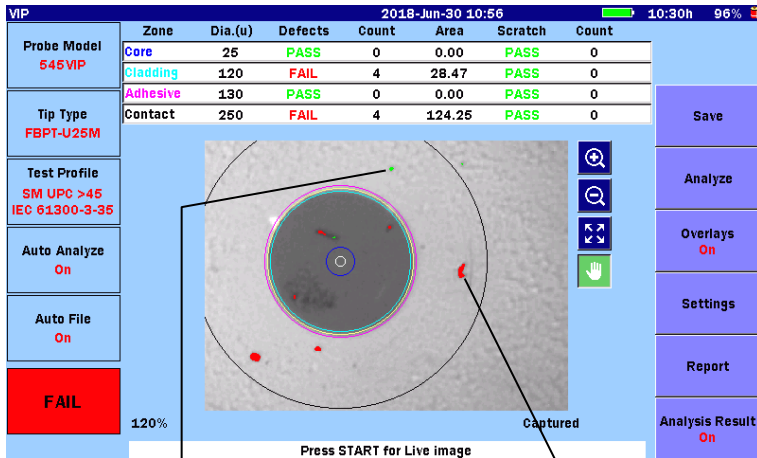 VIP 2018-Jun-30 10:56 10:30h 96%
Probe Model
545VIP
Tip Type
FBPT-U25M
Test Profile
SM UPC >45
IEC 61300-3-35
Auto Analyze
On
Auto File
On
FAIL
Zone Dia.(u) Defects Count Area Scratch Count
Core 25 PASS 0 0.00 PASS 0
Cladding 120 FAIL 4 28.47 PASS 0
Adhesive 130 PASS 0 0.00 PASS 0
Contact 250 FAIL 4 124.25 PASS 0
120% Captured
Press START for Live image
Save
Analyze
Overlays
On
Settings
Report
Analysis Result
On